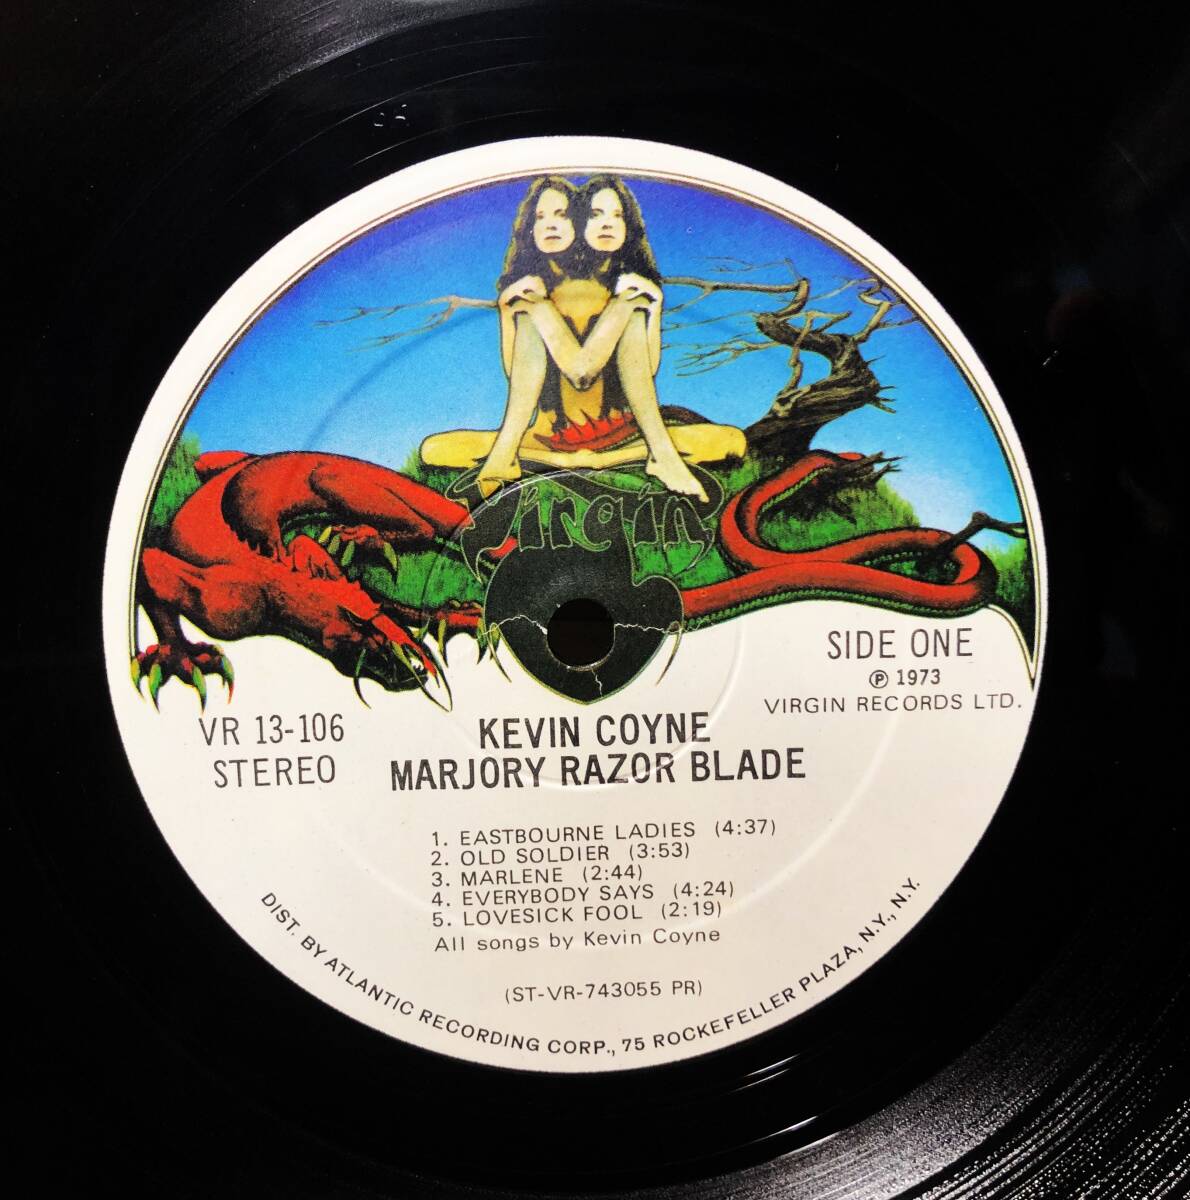 Virgin
SIDE ONE
℗ 1973
VIRGIN RECORDS LTD.
VR 13-106
STEREO
KEVIN COYNE
MARJORY RAZOR BLADE
1. EASTBOURNE LADIES (4:37)
2. OLD SOLDIER (3:53)
3. MARLENE (2:44)
4. EVERYBODY SAYS (4:24)
5. LOVESICK FOOL (2:19)
All songs by Kevin Coyne
(ST-VR-743055 PR)
DIST. BY ATLANTIC RECORDING CORP., 75 ROCKEFELLER PLAZA, N.Y., N.Y.